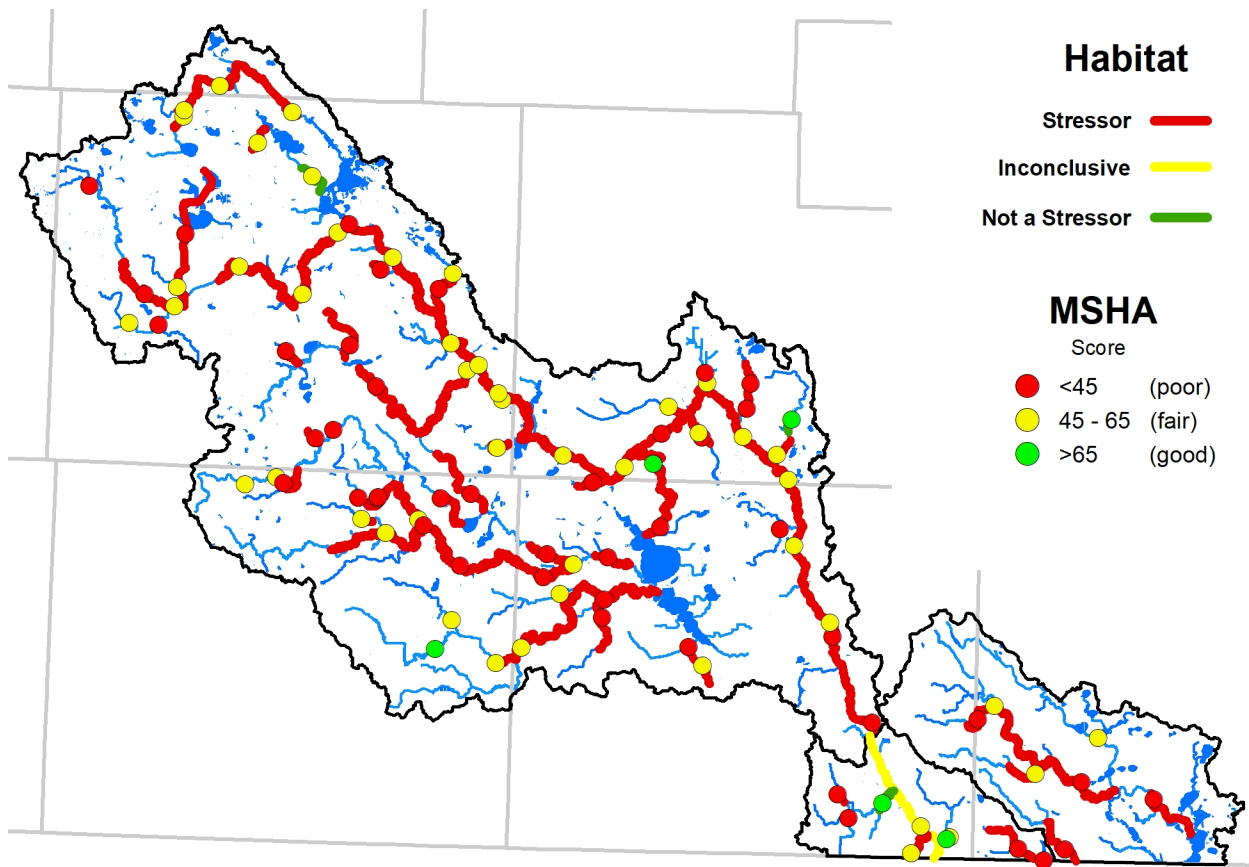 Habitat
Stressor
Inconclusive
Not a Stressor
MSHA
Score
<45 (poor)
45 - 65 (fair)
>65 (good)